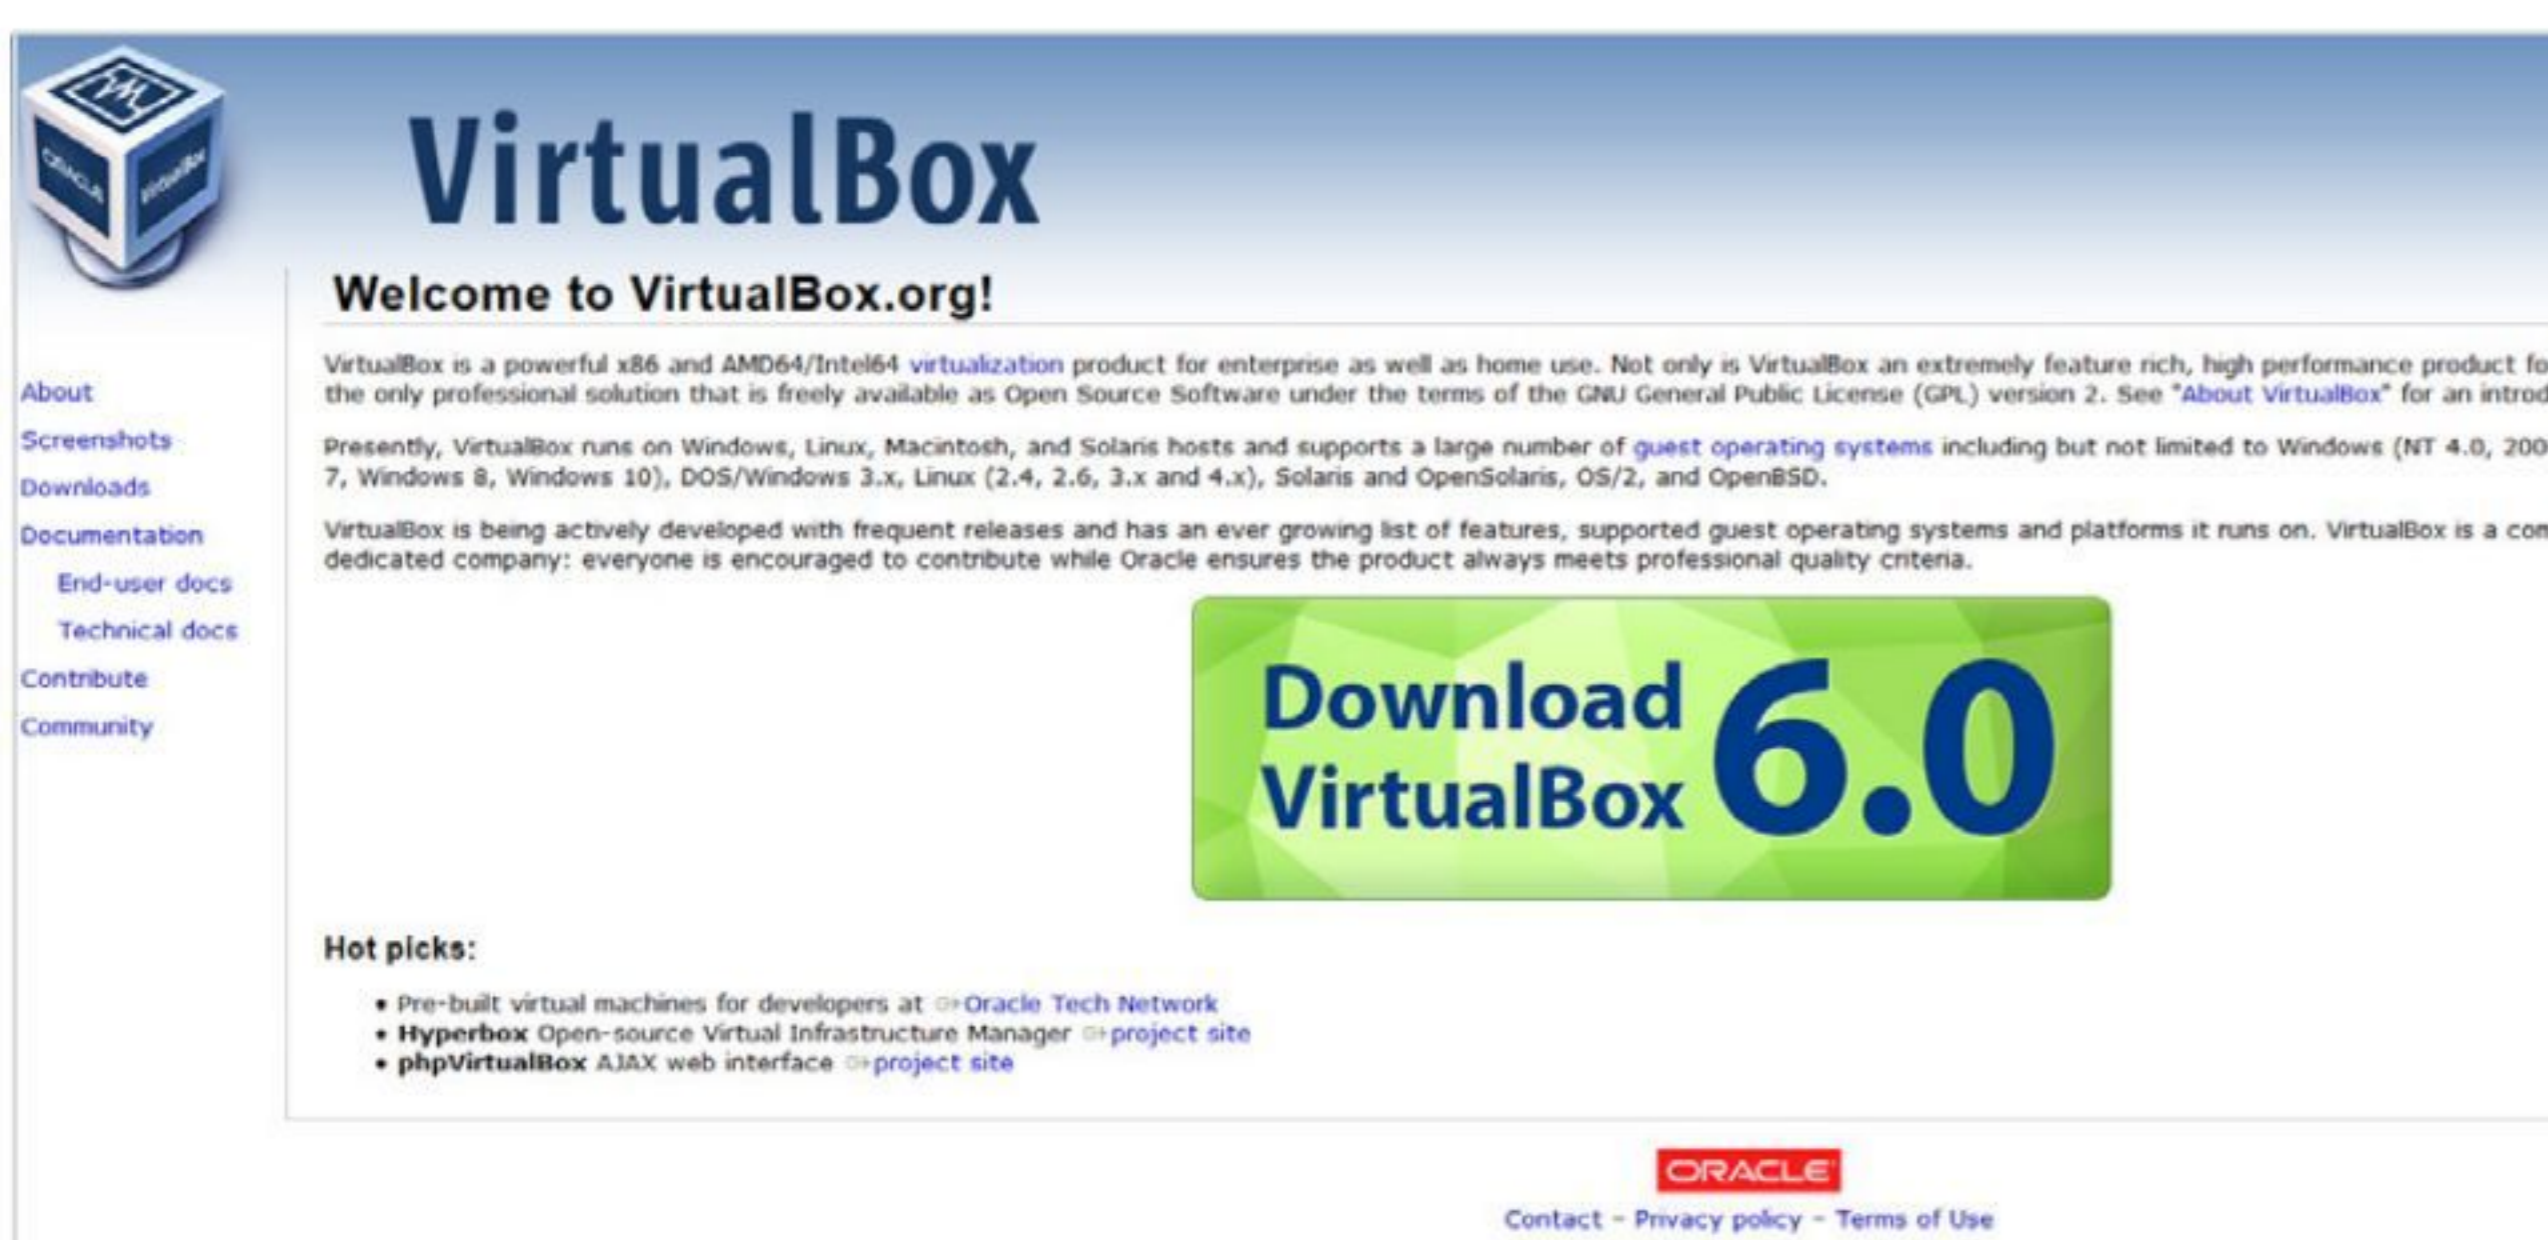 ORACLE
VirtualBox
VirtualBox
Welcome to VirtualBox.org!
About
Screenshots
Downloads
Documentation
End-user docs
Technical docs
Contribute
Community
VirtualBox is a powerful x86 and AMD64/Intel64 virtualization product for enterprise as well as home use. Not only is VirtualBox an extremely feature rich, high performance product fo
the only professional solution that is freely available as Open Source Software under the terms of the GNU General Public License (GPL) version 2. See "About VirtualBox" for an introd
Presently, VirtualBox runs on Windows, Linux, Macintosh, and Solaris hosts and supports a large number of guest operating systems including but not limited to Windows (NT 4.0, 200
7, Windows 8, Windows 10), DOS/Windows 3.x, Linux (2.4, 2.6, 3.x and 4.x), Solaris and OpenSolaris, OS/2, and OpenBSD.
VirtualBox is being actively developed with frequent releases and has an ever growing list of features, supported guest operating systems and platforms it runs on. VirtualBox is a com
dedicated company: everyone is encouraged to contribute while Oracle ensures the product always meets professional quality criteria.
Download
VirtualBox 6.0
Hot picks:
• Pre-built virtual machines for developers at Oracle Tech Network
• Hyperbox Open-source Virtual Infrastructure Manager project site
• phpVirtualBox AJAX web interface project site
ORACLE
Contact – Privacy policy – Terms of Use